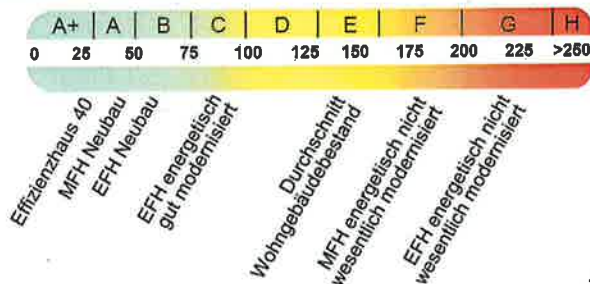 A+ A B C D E F G H
0 25 50 75 100 125 150 175 200 225 >250
Effizienzhaus 40
MFH Neubau
EFH Neubau
EFH energetisch
gut modernisiert
Durchschnitt
Wohngebäudebestand
MFH energetisch nicht
wesentlich modernisiert
EFH energetisch nicht
wesentlich modernisiert